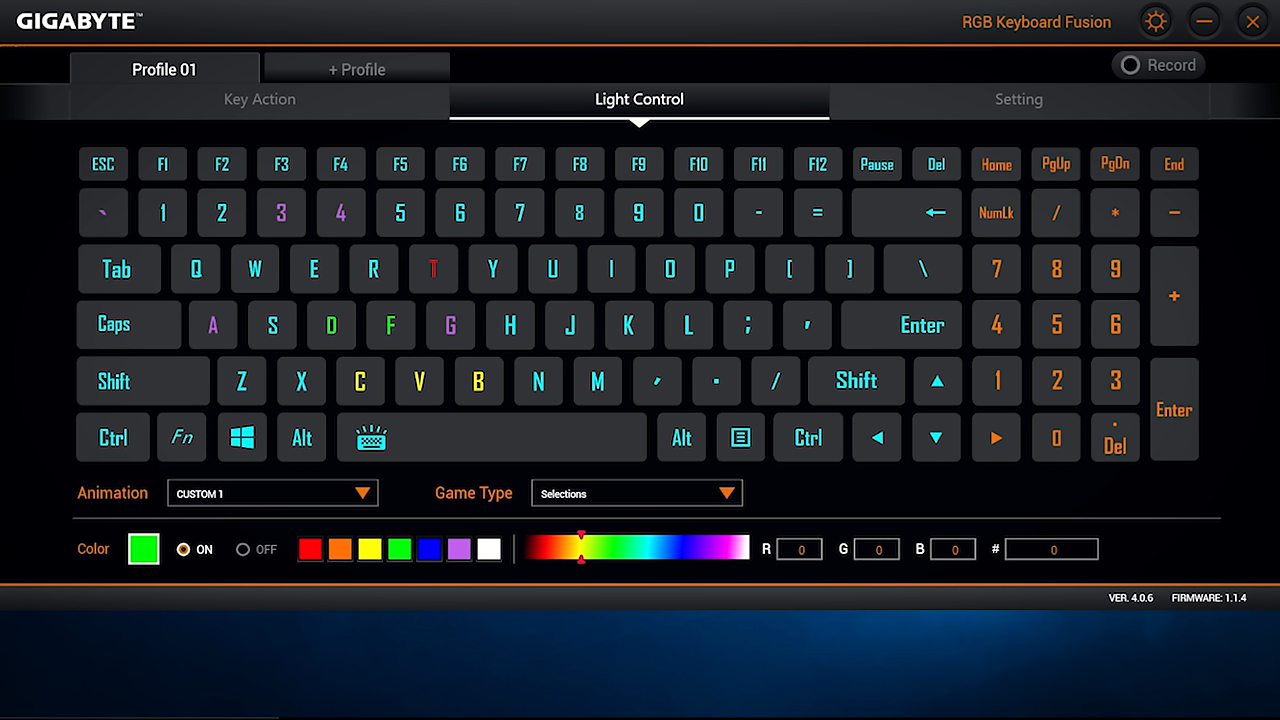 GIGABYTE™ RGB Keyboard Fusion
Profile 01 + Profile Record
Key Action Light Control Setting
ESC F1 F2 F3 F4 F5 F6 F7 F8 F9 F10 F11 F12 Pause Del Home PgUp PgDn End
` 1 2 3 4 5 6 7 8 9 0 - = ← NumLk / * −
Tab Q W E R T Y U I O P [ ] \ 7 8 9 +
Caps A S D F G H J K L ; ' Enter 4 5 6
Shift Z X C V B N M , . / Shift ▲ 1 2 3 Enter
Ctrl Fn Alt Alt Ctrl ◀ ▼ ▶ 0 . Del
Animation CUSTOM 1 Game Type Selections
Color ON OFF R 0 G 0 B 0 # 0
VER. 4.0.6 FIRMWARE: 1.1.4